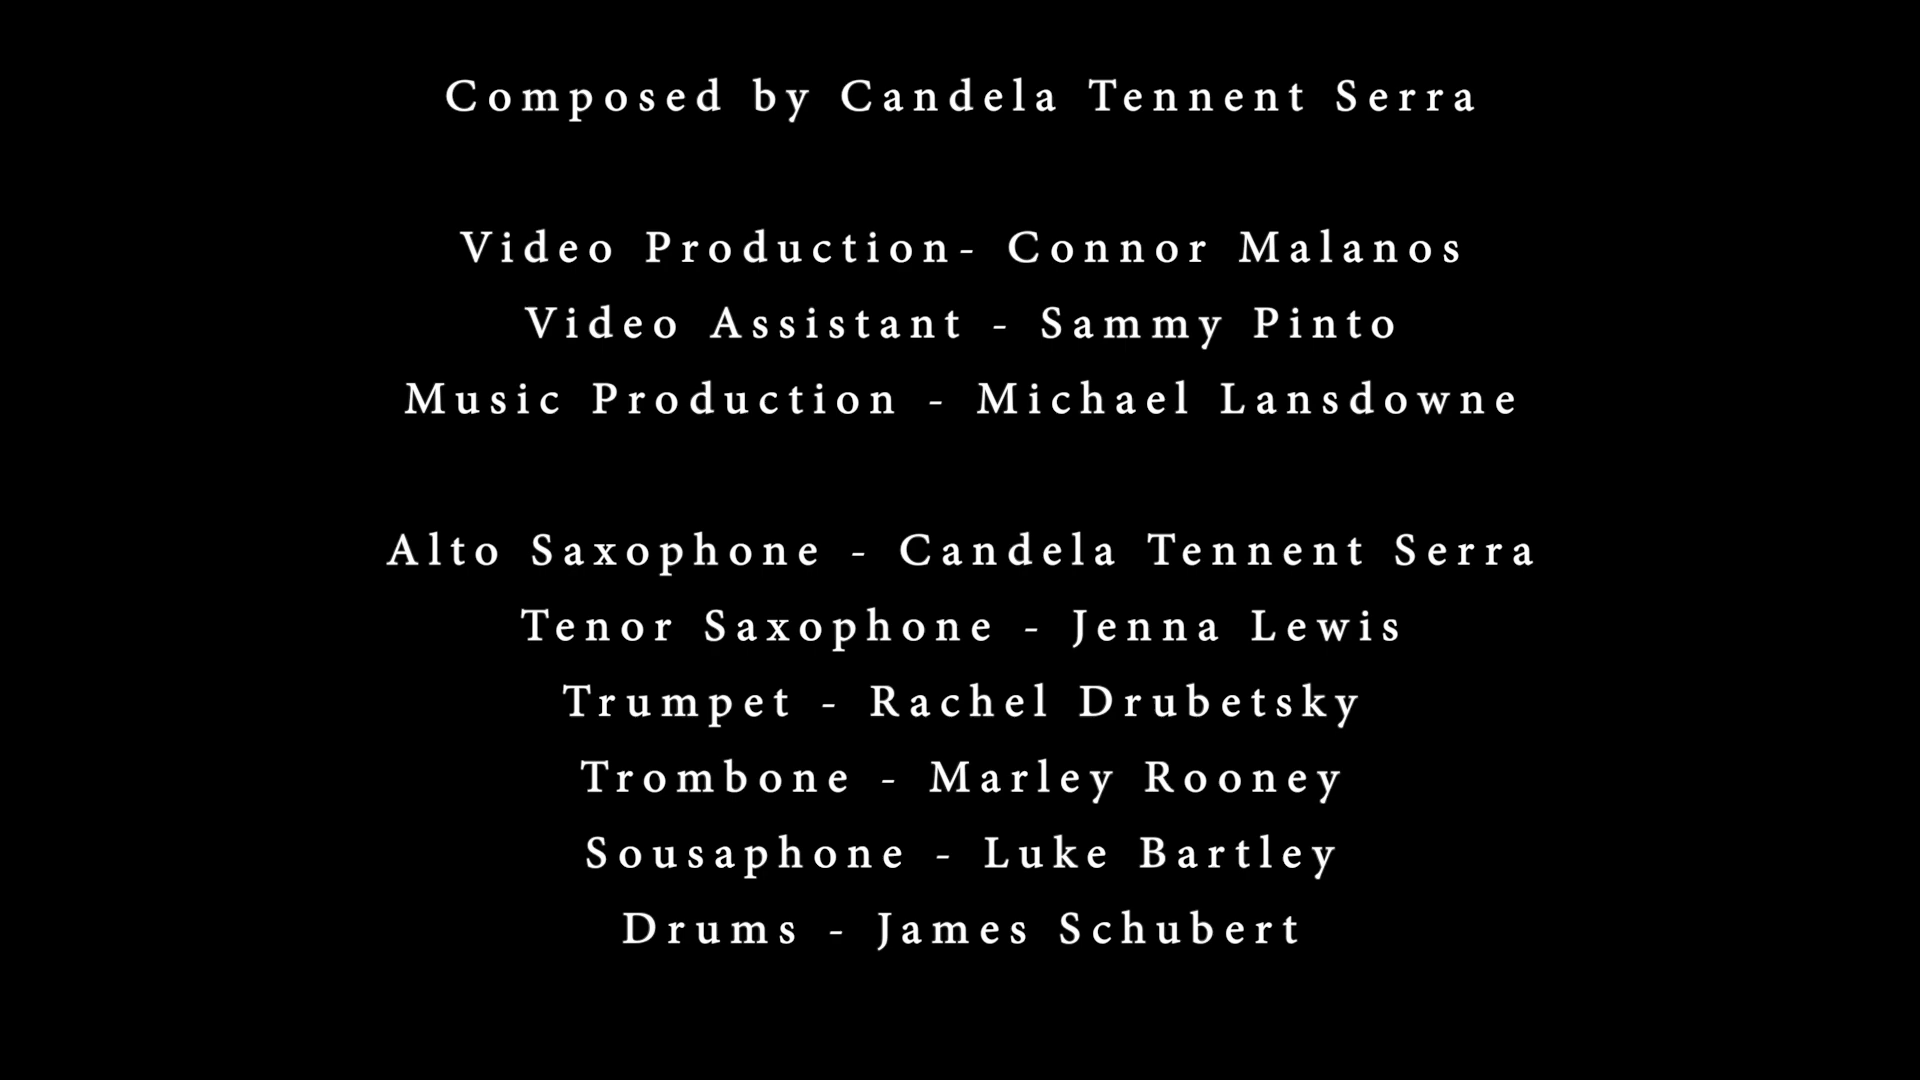 Composed by Candela Tennent Serra
Video Production- Connor Malanos
Video Assistant - Sammy Pinto
Music Production - Michael Lansdowne
Alto Saxophone - Candela Tennent Serra
Tenor Saxophone - Jenna Lewis
Trumpet - Rachel Drubetsky
Trombone - Marley Rooney
Sousaphone - Luke Bartley
Drums - James Schubert